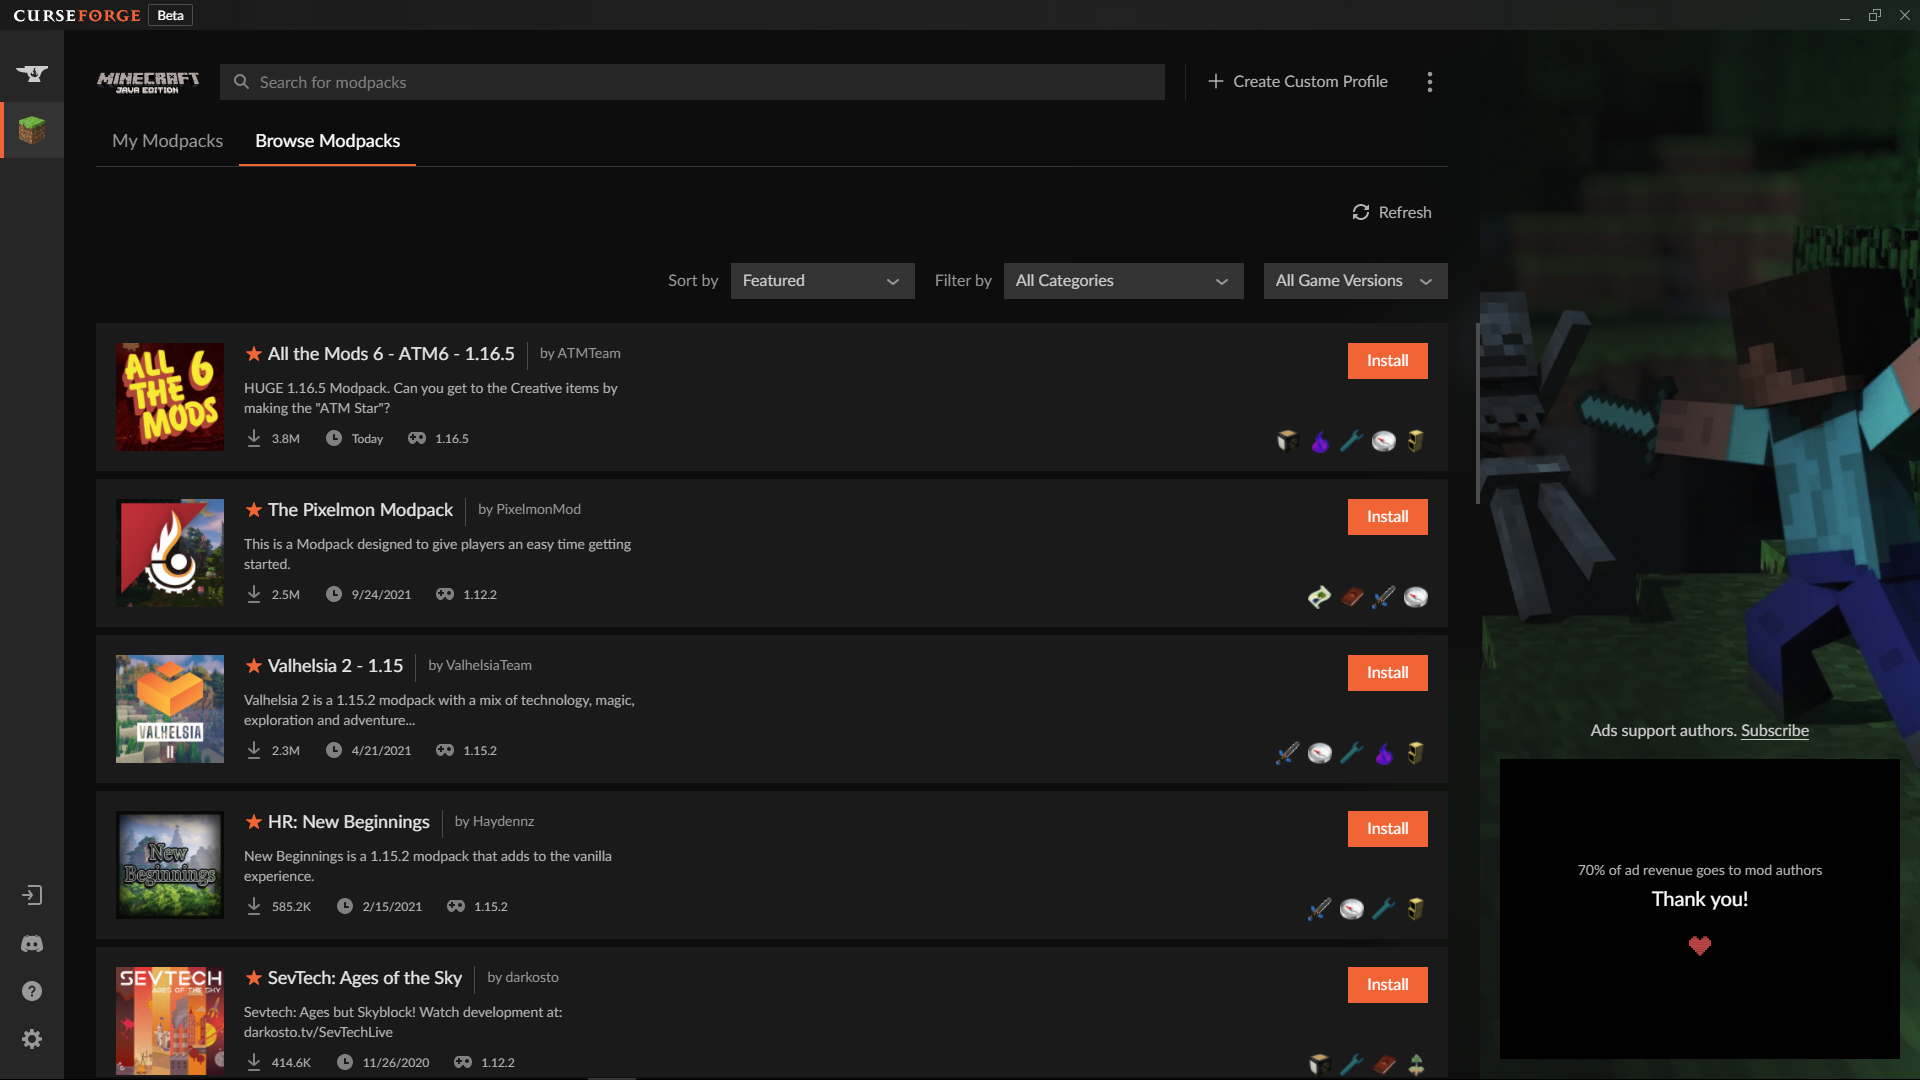 CURSEFORGE Beta
MINECRAFT
JAVA EDITION
Search for modpacks
Create Custom Profile
My Modpacks
Browse Modpacks
Refresh
Sort by
Featured
Filter by
All Categories
All Game Versions
ALL THE MODS 6
All the Mods 6 - ATM6 - 1.16.5
by ATMTeam
Install
HUGE 1.16.5 Modpack. Can you get to the Creative items by
making the "ATM Star"?
3.8M
Today
1.16.5
The Pixelmon Modpack
by PixelmonMod
Install
This is a Modpack designed to give players an easy time getting
started.
2.5M
9/24/2021
1.12.2
VALHELSIA
II
Valhelsia 2 - 1.15
by ValhelsiaTeam
Install
Valhelsia 2 is a 1.15.2 modpack with a mix of technology, magic,
exploration and adventure...
2.3M
4/21/2021
1.15.2
New
Beginnings
HR: New Beginnings
by Haydennz
Install
New Beginnings is a 1.15.2 modpack that adds to the vanilla
experience.
585.2K
2/15/2021
1.15.2
SEVTECH
AGES OF THE SKY
SevTech: Ages of the Sky
by darkosto
Install
Sevtech: Ages but Skyblock! Watch development at:
darkosto.tv/SevTechLive
414.6K
11/26/2020
1.12.2
Ads support authors. Subscribe
70% of ad revenue goes to mod authors
Thank you!